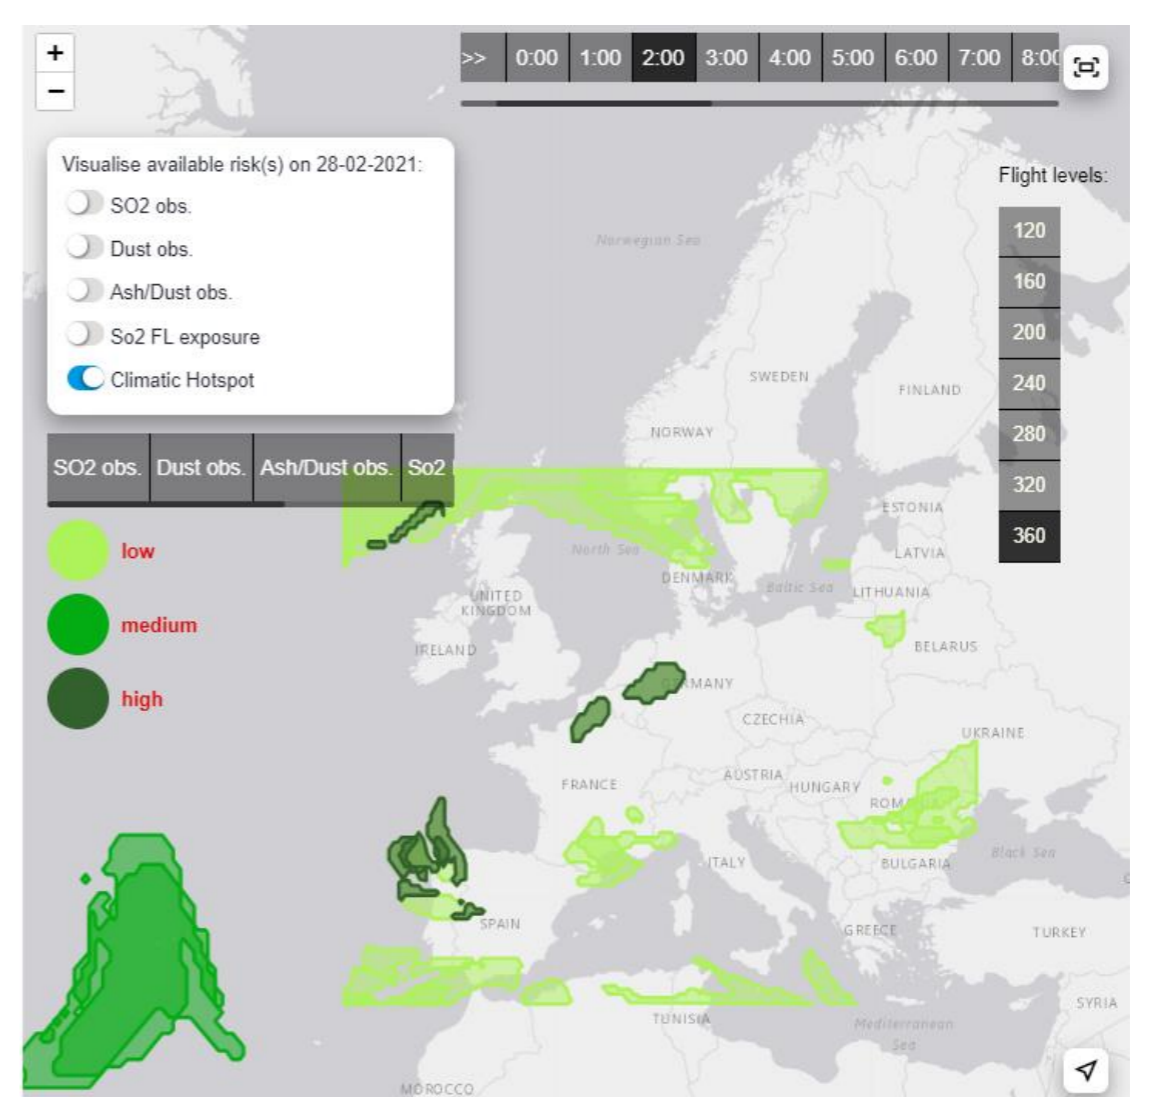 +
>> 0:00 1:00 2:00 3:00 4:00 5:00 6:00 7:00 8:00
−
Visualise available risk(s) on 28-02-2021:
SO2 obs.
Dust obs.
Ash/Dust obs.
So2 FL exposure
Climatic Hotspot
Flight levels:
120
160
200
240
280
320
360
SO2 obs. Dust obs. Ash/Dust obs. So2
low
medium
high
Norwegian Sea
SWEDEN
FINLAND
NORWAY
ESTONIA
North Sea
LATVIA
DENMARK
Baltic Sea
LITHUANIA
UNITED
KINGDOM
IRELAND
BELARUS
GERMANY
CZECHIA
UKRAINE
FRANCE
AUSTRIA
HUNGARY
ROMANIA
Black Sea
ITALY
BULGARIA
SPAIN
GREECE
TURKEY
SYRIA
TUNISIA
Mediterranean
Sea
MOROCCO